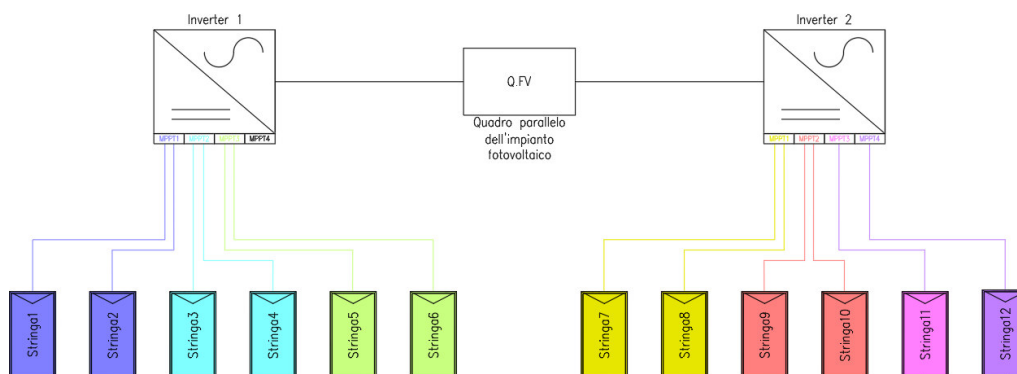 Inverter 1
Inverter 2
Q.FV
MPPT1 MPPT2 MPPT3 MPPT4
MPPT1 MPPT2 MPPT3 MPPT4
Quadro parallelo
dell'impianto
fotovoltaico
Stringa1
Stringa2
Stringa3
Stringa4
Stringa5
Stringa6
Stringa7
Stringa8
Stringa9
Stringa10
Stringa11
Stringa12